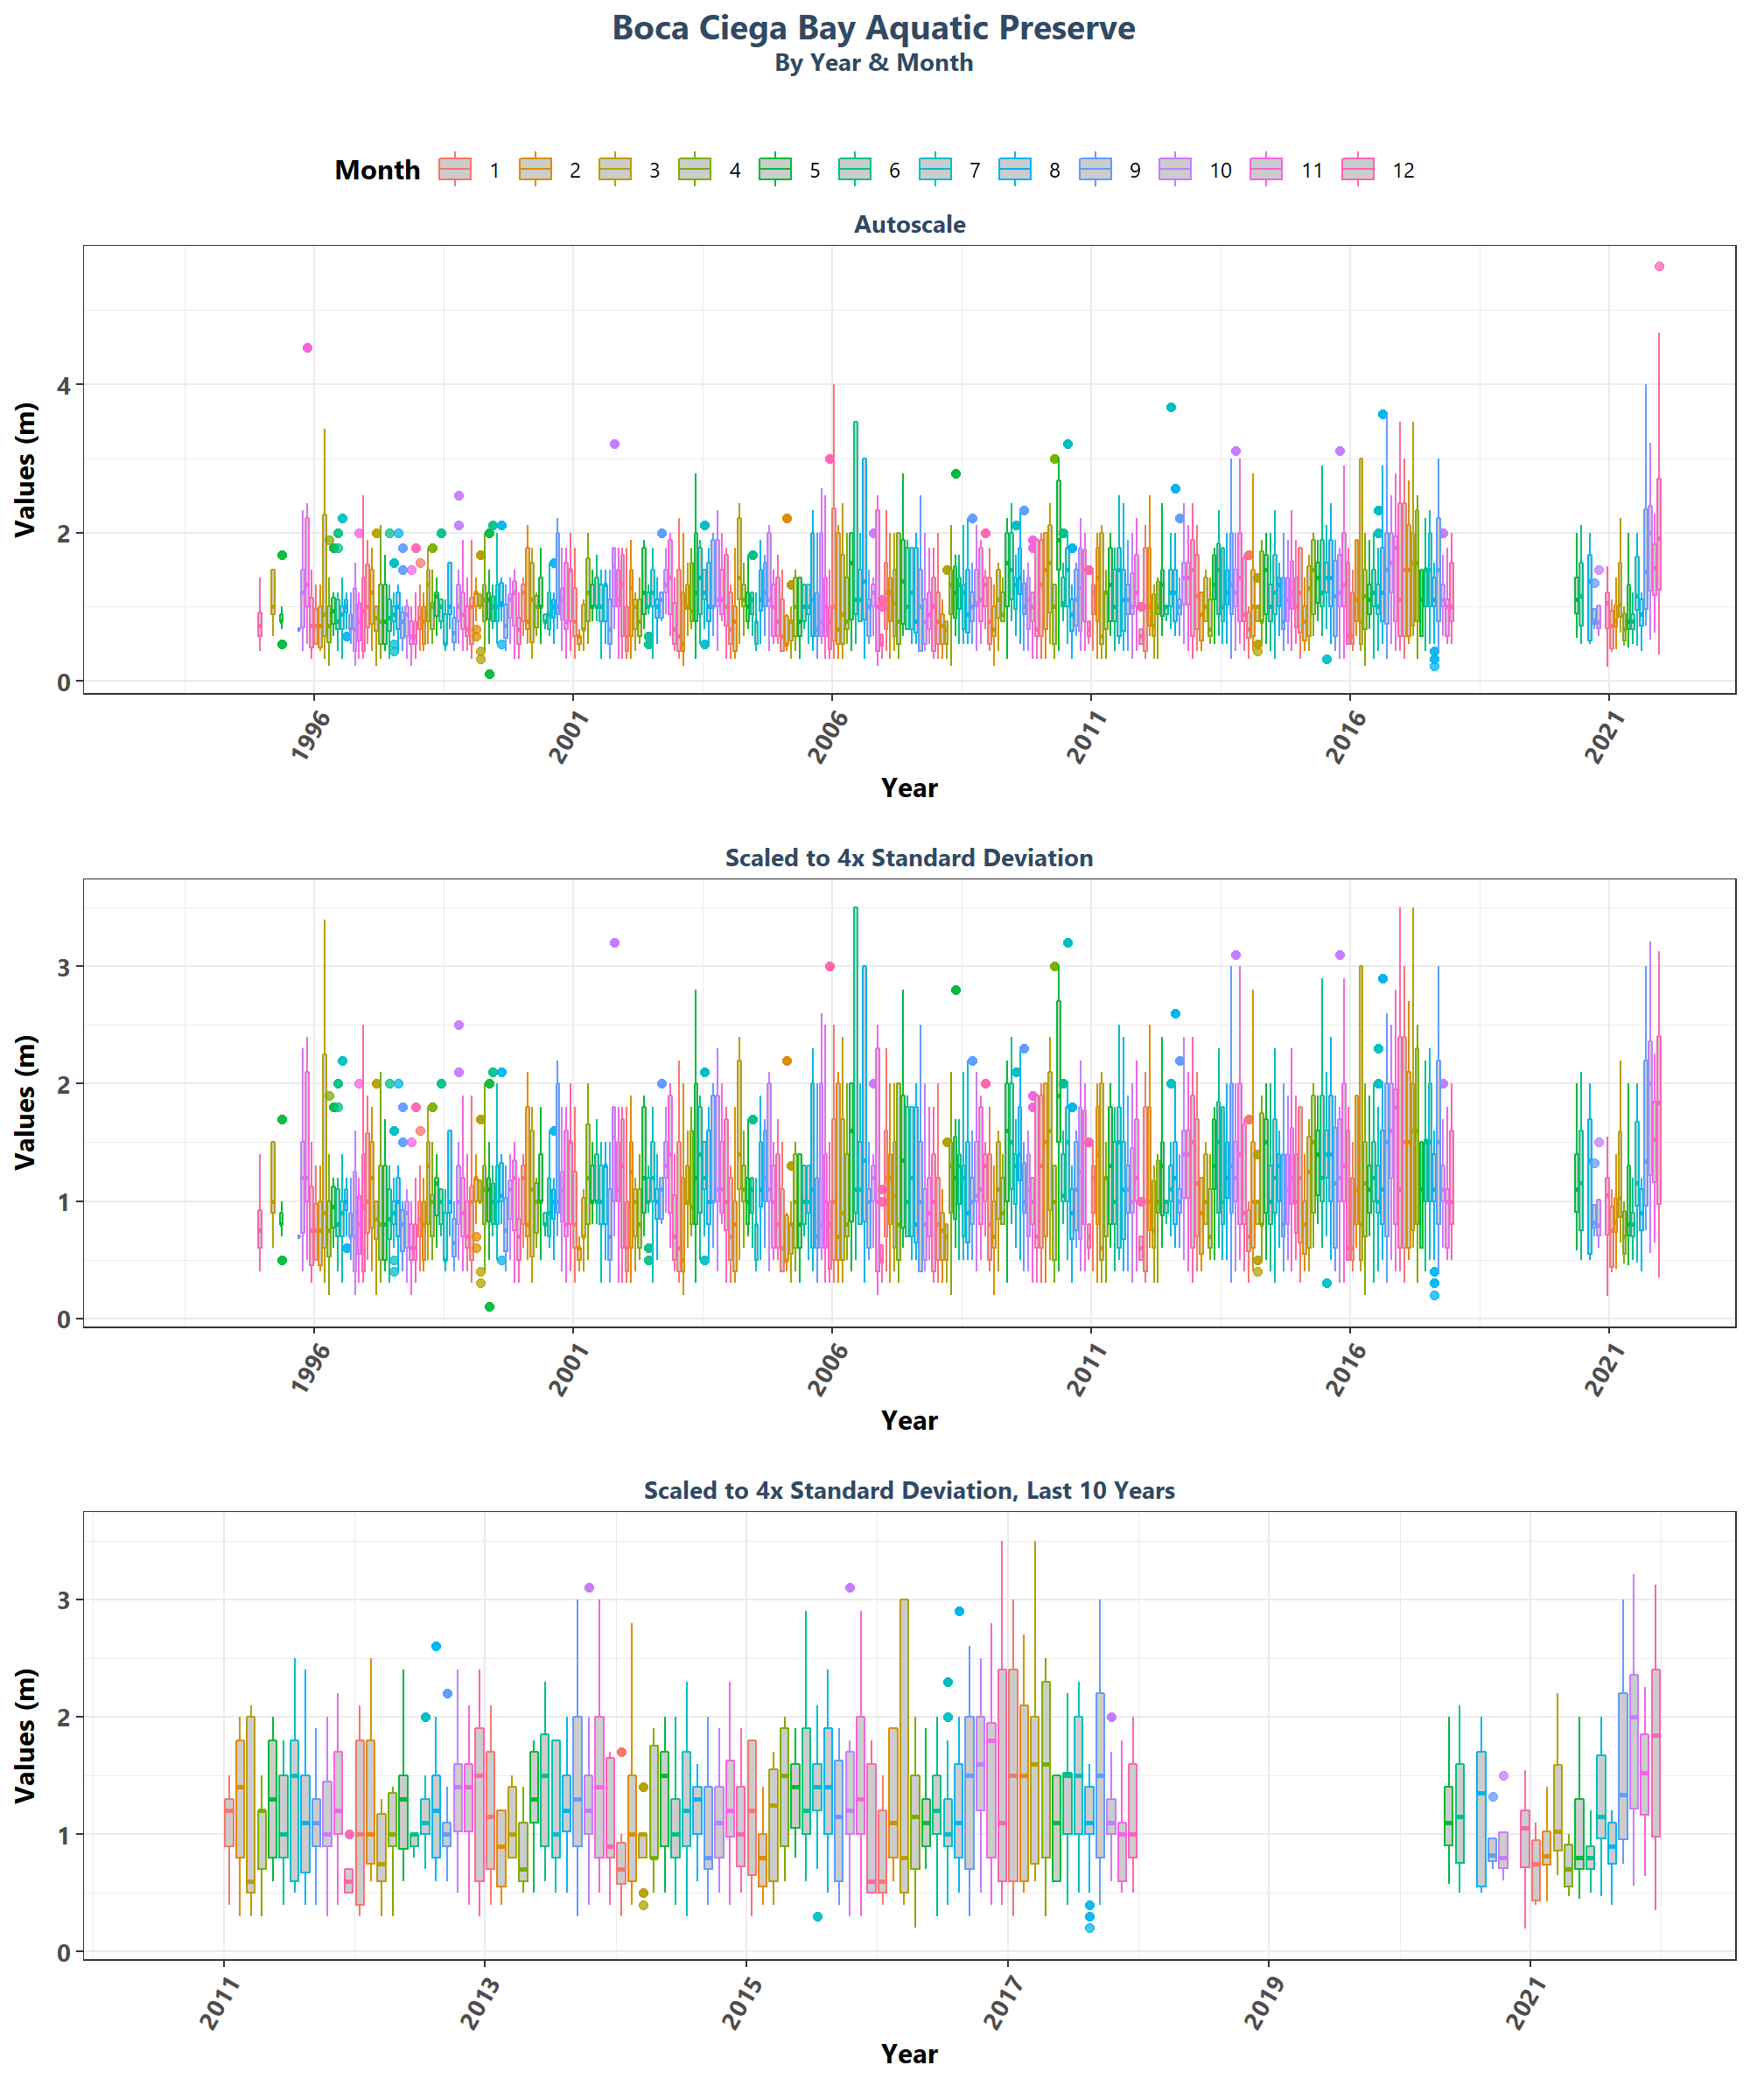 Boca Ciega Bay Aquatic Preserve
By Year & Month
Month 1 2 3 4 5 6 7 8 9 10 11 12
Autoscale
Values (m)
4
2
0
1996 2001 2006 2011 2016 2021
Year
Scaled to 4x Standard Deviation
Values (m)
3
2
1
0
1996 2001 2006 2011 2016 2021
Year
Scaled to 4x Standard Deviation, Last 10 Years
Values (m)
3
2
1
0
2011 2013 2015 2017 2019 2021
Year